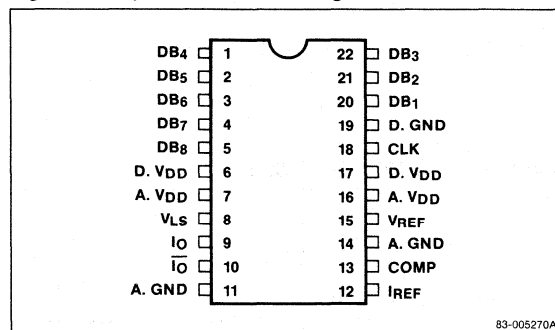 DB4 1 22 DB3
DB5 2 21 DB2
DB6 3 20 DB1
DB7 4 19 D. GND
DB8 5 18 CLK
D. VDD 6 17 D. VDD
A. VDD 7 16 A. VDD
VLS 8 15 VREF
IO 9 14 A. GND
I̅O̅ 10 13 COMP
A. GND 11 12 IREF
83-005270A